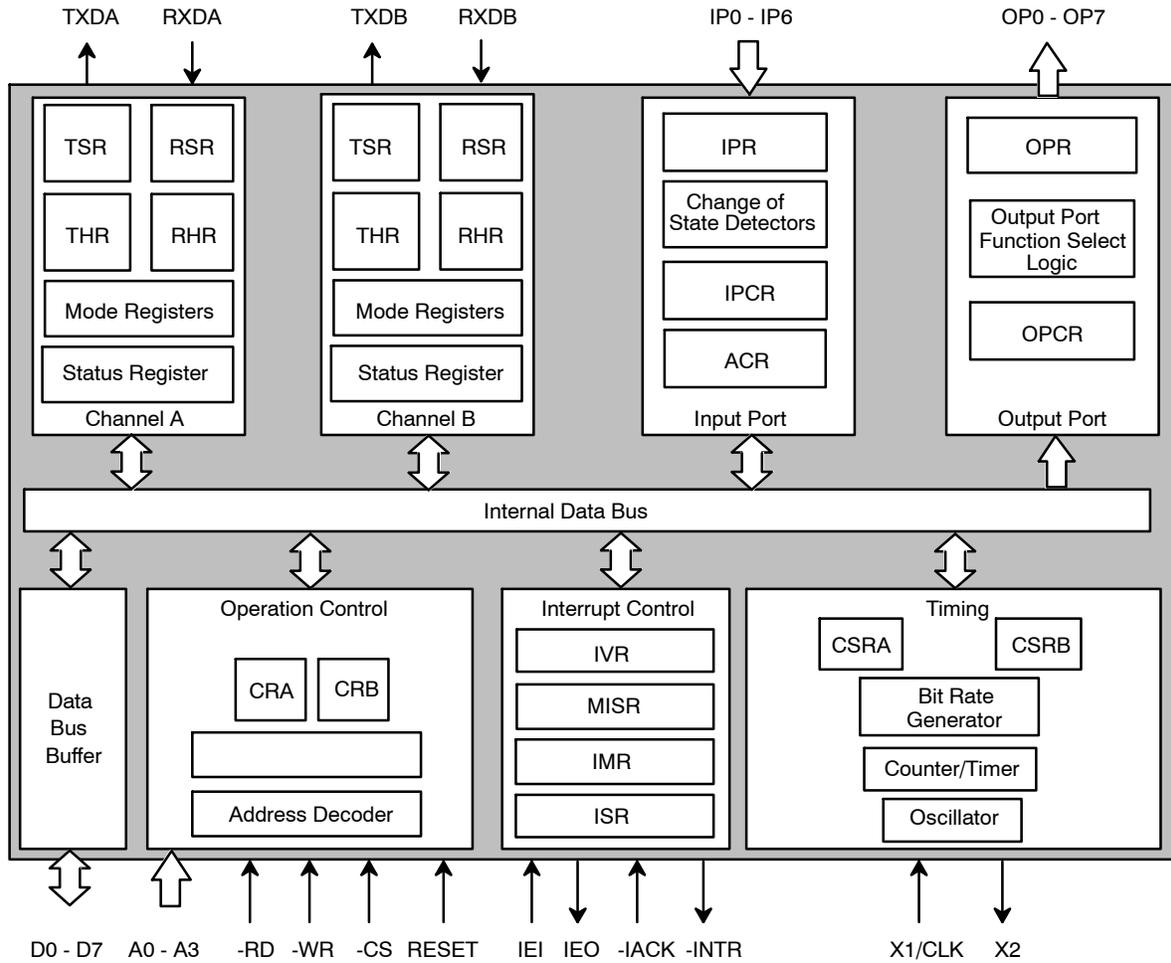 TXDA RXDA TXDB RXDB IP0 - IP6 OP0 - OP7
TSR RSR
THR RHR
Mode Registers
Status Register
Channel A
TSR RSR
THR RHR
Mode Registers
Status Register
Channel B
IPR
Change of
State Detectors
IPCR
ACR
Input Port
OPR
Output Port
Function Select
Logic
OPCR
Output Port
Internal Data Bus
Data
Bus
Buffer
Operation Control
CRA CRB
Address Decoder
Interrupt Control
IVR
MISR
IMR
ISR
Timing
CSRA CSRB
Bit Rate
Generator
Counter/Timer
Oscillator
D0 - D7 A0 - A3 -RD -WR -CS RESET IEI IEO -IACK -INTR X1/CLK X2